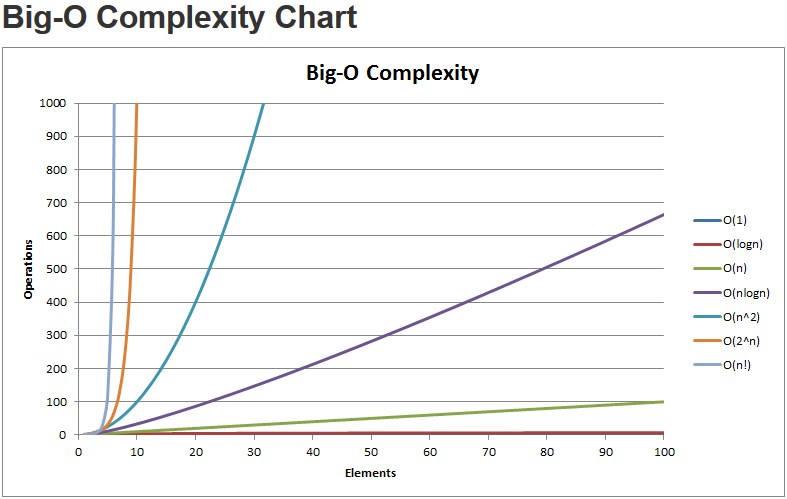 Big-O Complexity Chart
Big-O Complexity
1000
900
800
700
600
500
400
300
200
100
0
Operations
0 10 20 30 40 50 60 70 80 90 100
Elements
O(1)
O(logn)
O(n)
O(nlogn)
O(n^2)
O(2^n)
O(n!)